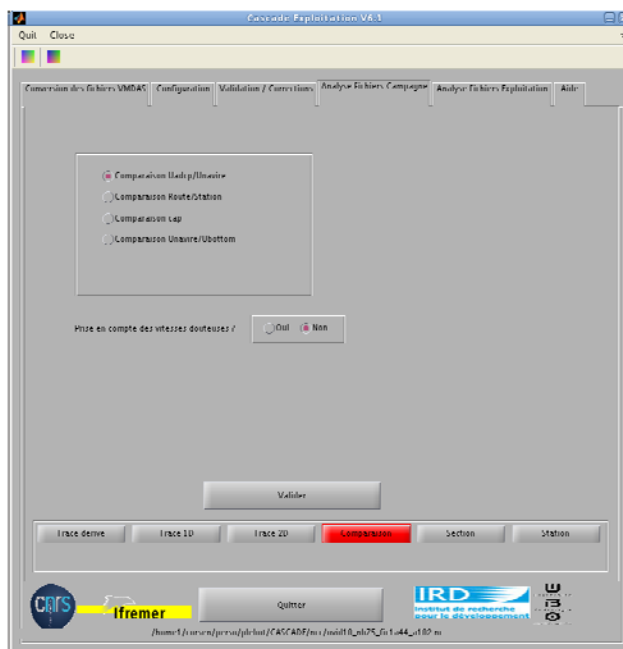 Cascade Exploitation V6.1
Quit Close
Conversion des fichiers VMDAS Configuration Validation / Corrections Analyse Fichiers Campagne Analyse Fichiers Exploitation Aide
Comparaison Uadcp/Unavire
Comparaison Route/Station
Comparaison cap
Comparaison Unavire/Ubottom
Prise en compte des vitesses douteuses ? Oui Non
Valider
Trace derive Trace 1D Trace 2D Comparaison Section Station
cnrs Ifremer Quitter IRD
Institut de recherche
pour le développement
UBO